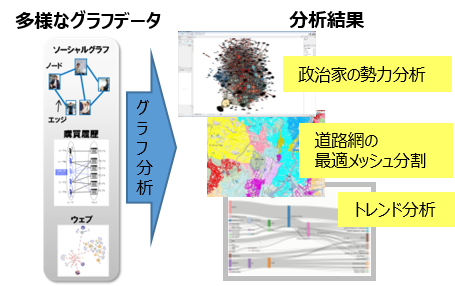 多様なグラフデータ
分析結果
ソーシャルグラフ
ノード
エッジ
購買履歴
ウェブ
グラフ分析
政治家の勢力分析
道路網の
最適メッシュ分割
トレンド分析